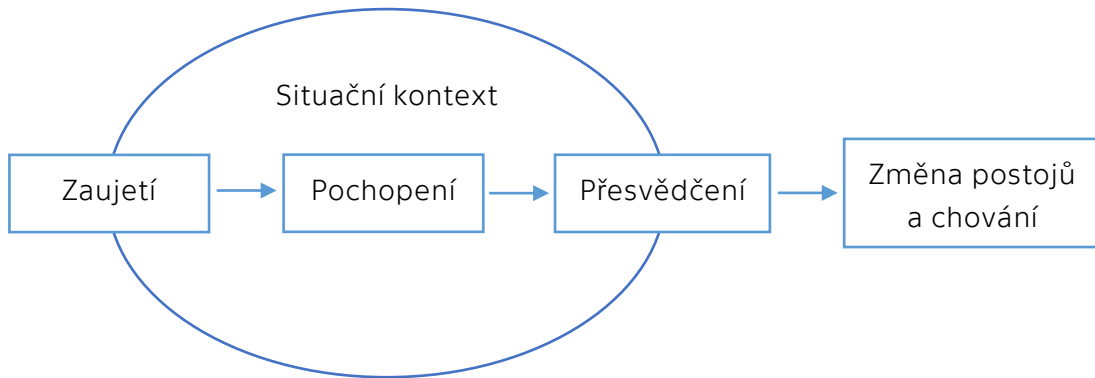 Situační kontext
Zaujetí
Pochopení
Přesvědčení
Změna postojů
a chování